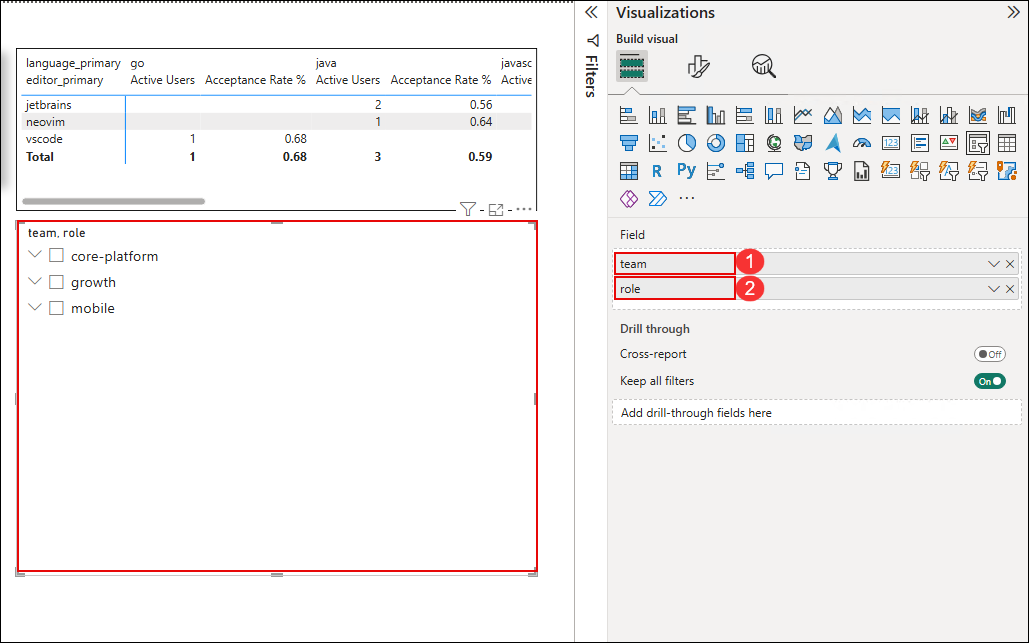 language_primary go java javasc
editor_primary Active Users Acceptance Rate % Active Users Acceptance Rate % Active
jetbrains 2 0.56
neovim 1 0.64
vscode 1 0.68
Total 1 0.68 3 0.59
team, role
core-platform
growth
mobile
Filters
Visualizations
Build visual
123
R Py 123
...
Field
team 1
role 2
Drill through
Cross-report Off
Keep all filters On
Add drill-through fields here